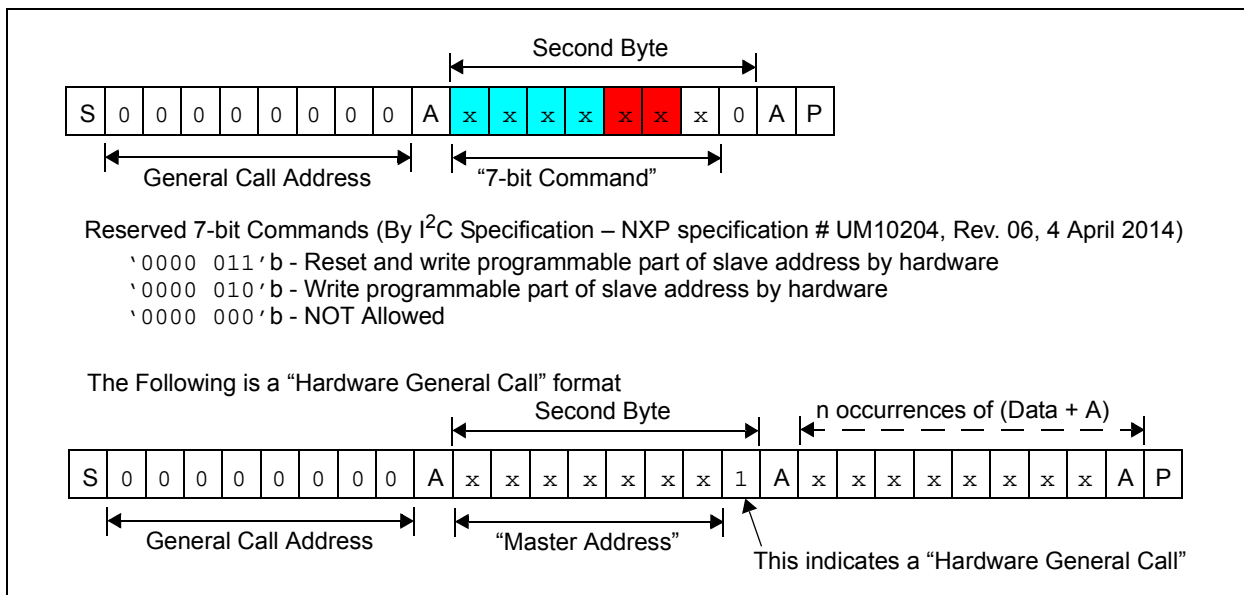 Second Byte
S 0 0 0 0 0 0 0 0 A x x x x x x x 0 A P
General Call Address “7-bit Command”
Reserved 7-bit Commands (By I²C Specification – NXP specification # UM10204, Rev. 06, 4 April 2014)
‘0000 011’b - Reset and write programmable part of slave address by hardware
‘0000 010’b - Write programmable part of slave address by hardware
‘0000 000’b - NOT Allowed
The Following is a “Hardware General Call” format
Second Byte n occurrences of (Data + A)
S 0 0 0 0 0 0 0 0 A x x x x x x x 1 A x x x x x x x x A P
General Call Address “Master Address”
This indicates a “Hardware General Call”